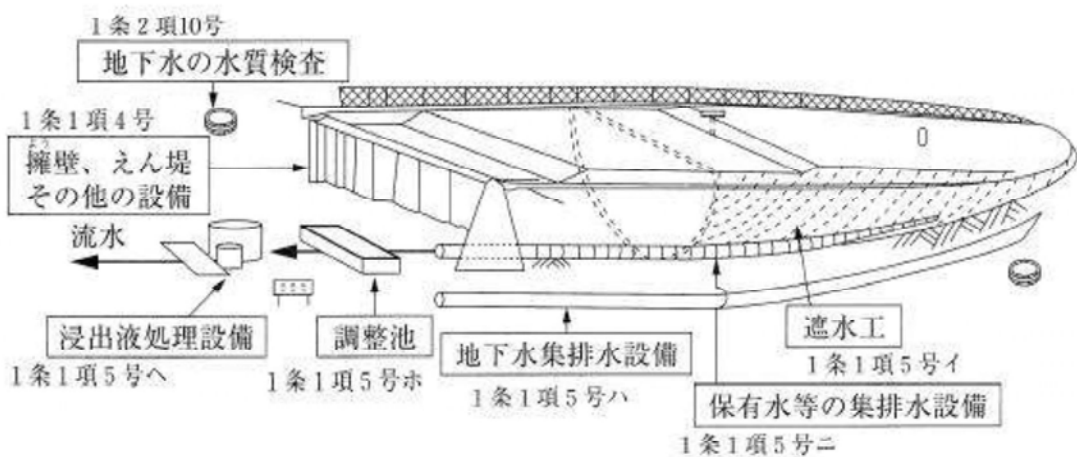 1条2項10号
地下水の水質検査
1条1項4号
よう
擁壁、えん堤
その他の設備
流水
浸出液処理設備
1条1項5号ヘ
調整池
1条1項5号ホ
地下水集排水設備
1条1項5号ハ
遮水工
1条1項5号イ
保有水等の集排水設備
1条1項5号ニ